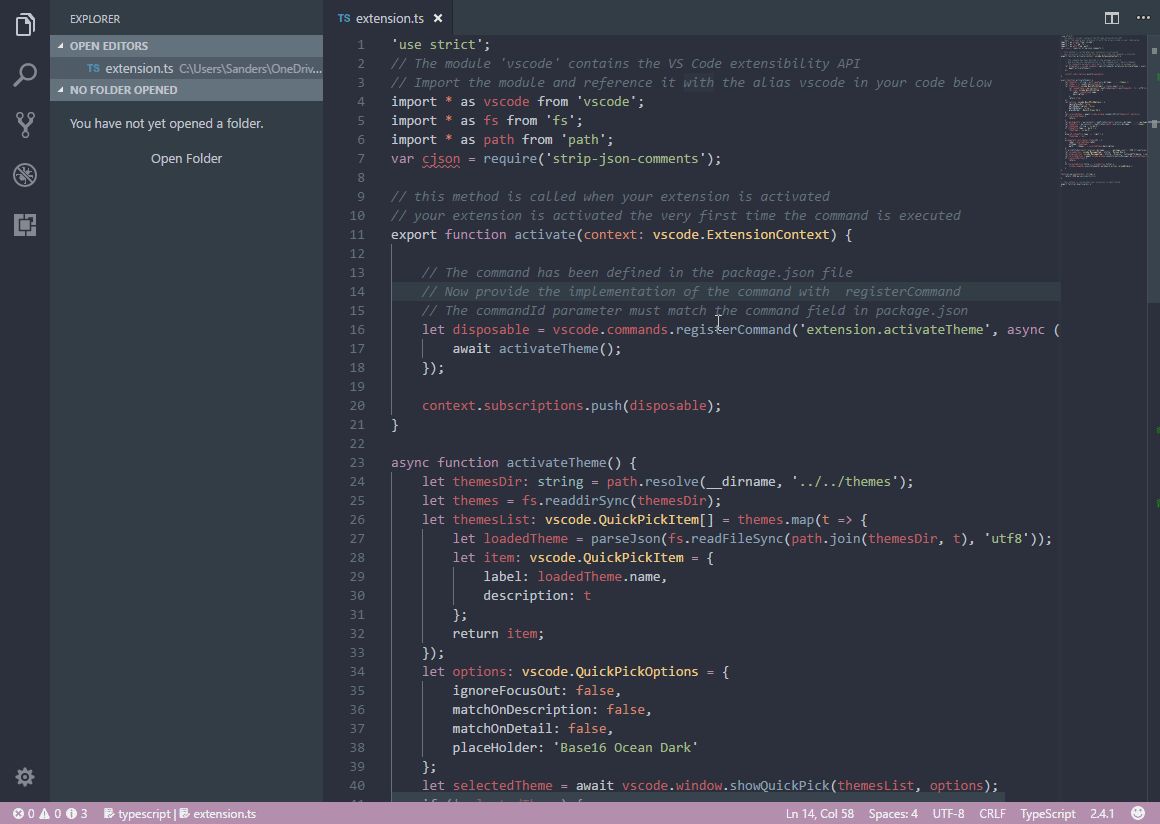 EXPLORER
OPEN EDITORS
TS extension.ts C:\Users\Sanders\OneDriv...
NO FOLDER OPENED
You have not yet opened a folder.
Open Folder
TS extension.ts
1 'use strict';
2 // The module 'vscode' contains the VS Code extensibility API
3 // Import the module and reference it with the alias vscode in your code below
4 import * as vscode from 'vscode';
5 import * as fs from 'fs';
6 import * as path from 'path';
7 var cjson = require('strip-json-comments');
8
9 // this method is called when your extension is activated
10 // your extension is activated the very first time the command is executed
11 export function activate(context: vscode.ExtensionContext) {
12
13 // The command has been defined in the package.json file
14 // Now provide the implementation of the command with  registerCommand
15 // The commandId parameter must match the command field in package.json
16 let disposable = vscode.commands.registerCommand('extension.activateTheme', async (
17 await activateTheme();
18 });
19
20 context.subscriptions.push(disposable);
21 }
22
23 async function activateTheme() {
24 let themesDir: string = path.resolve(__dirname, '../../themes');
25 let themes = fs.readdirSync(themesDir);
26 let themesList: vscode.QuickPickItem[] = themes.map(t => {
27 let loadedTheme = parseJson(fs.readFileSync(path.join(themesDir, t), 'utf8'));
28 let item: vscode.QuickPickItem = {
29 label: loadedTheme.name,
30 description: t
31 };
32 return item;
33 });
34 let options: vscode.QuickPickOptions = {
35 ignoreFocusOut: false,
36 matchOnDescription: false,
37 matchOnDetail: false,
38 placeHolder: 'Base16 Ocean Dark'
39 };
40 let selectedTheme = await vscode.window.showQuickPick(themesList, options);
0 0 3 typescript | extension.ts Ln 14, Col 58 Spaces: 4 UTF-8 CRLF TypeScript 2.4.1